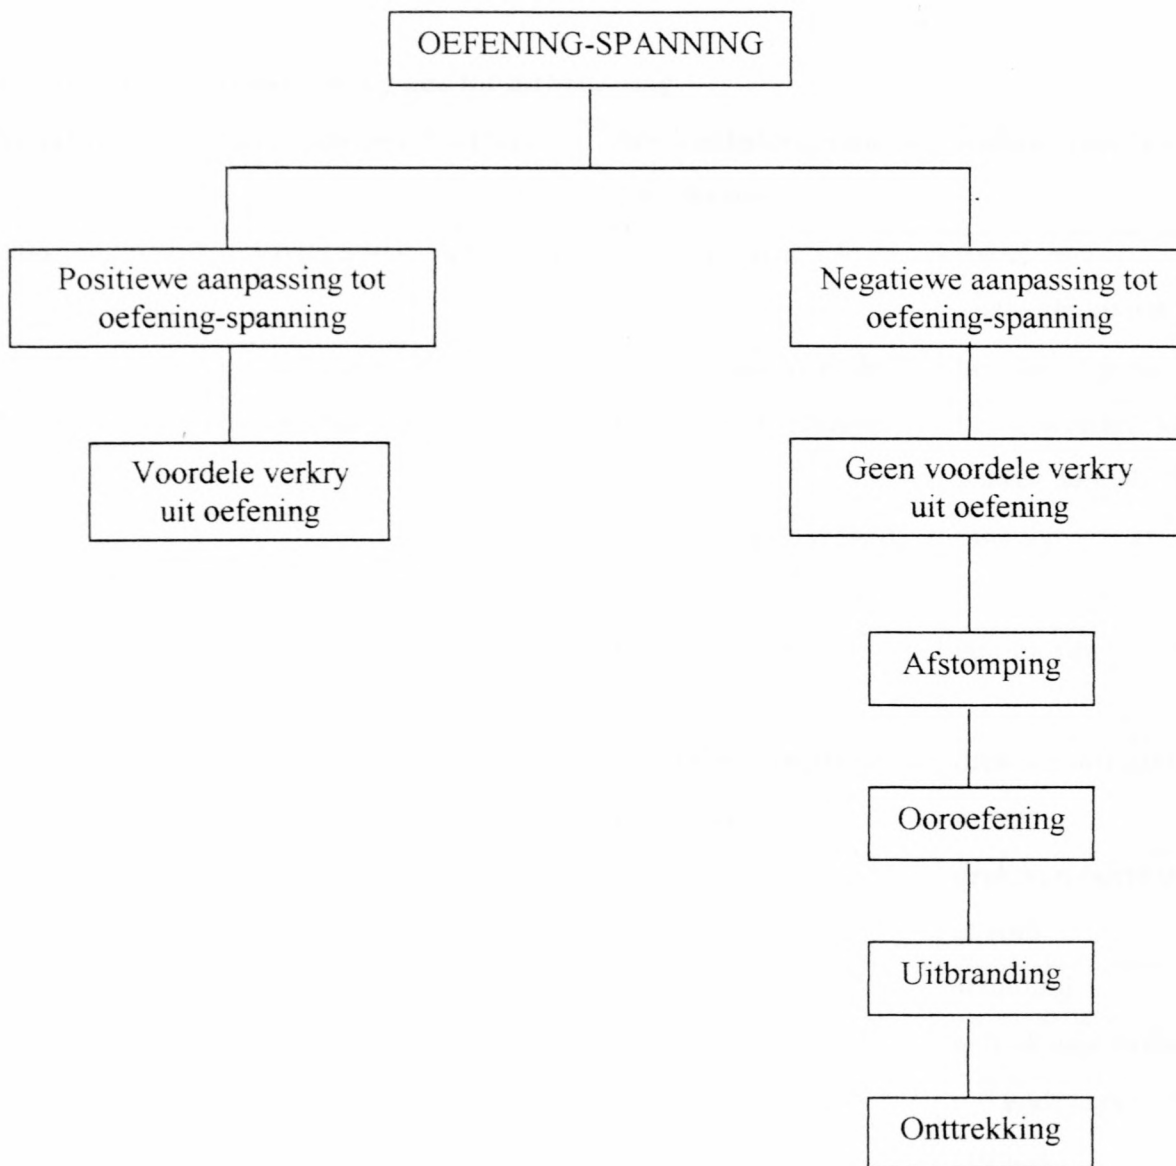 OEFENING-SPANNING
Positiewe aanpassing tot
oefening-spanning
Negatiewe aanpassing tot
oefening-spanning
Voordele verkry
uit oefening
Geen voordele verkry
uit oefening
Afstomping
Ooroefening
Uitbranding
Onttrekking